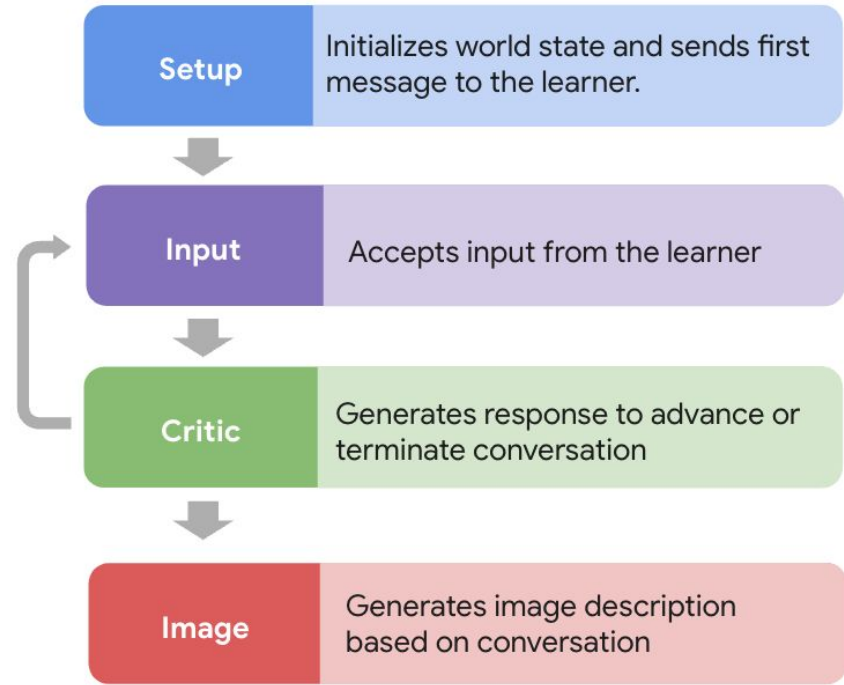 Setup
Initializes world state and sends first
message to the learner.
Input
Accepts input from the learner
Critic
Generates response to advance or
terminate conversation
Image
Generates image description
based on conversation